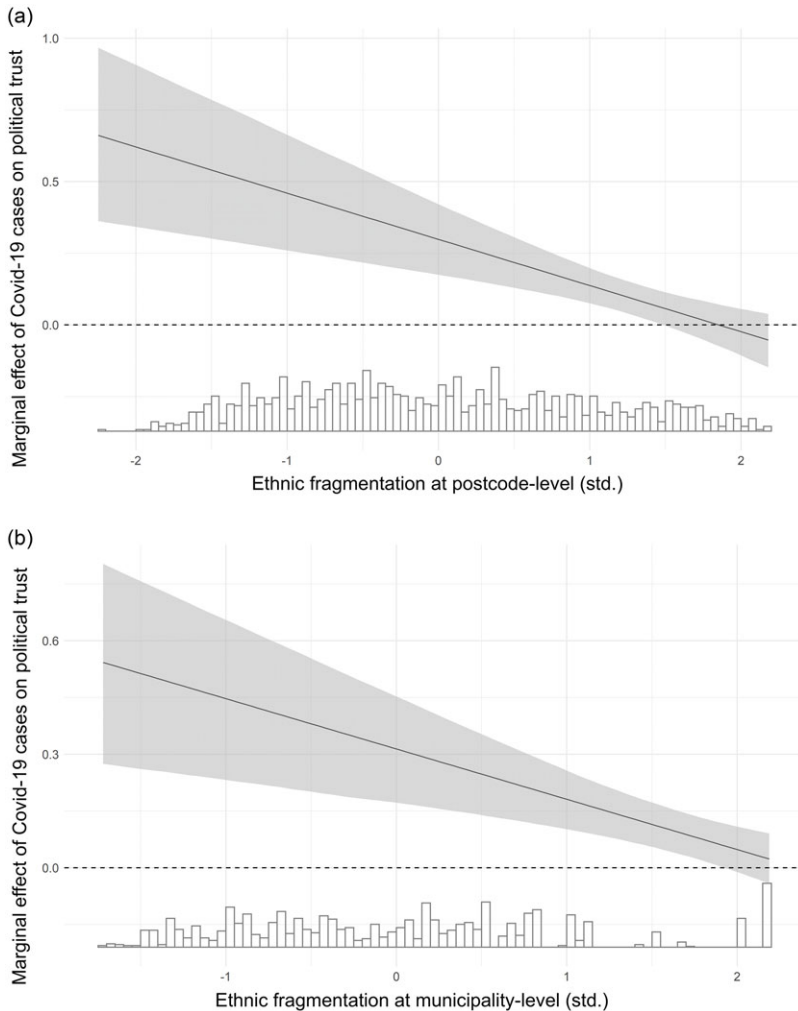 (a)
Marginal effect of Covid-19 cases on political trust
1.0
0.5
0.0
-2
-1
0
1
2
Ethnic fragmentation at postcode-level (std.)
(b)
Marginal effect of Covid-19 cases on political trust
0.6
0.3
0.0
-1
0
1
2
Ethnic fragmentation at municipality-level (std.)